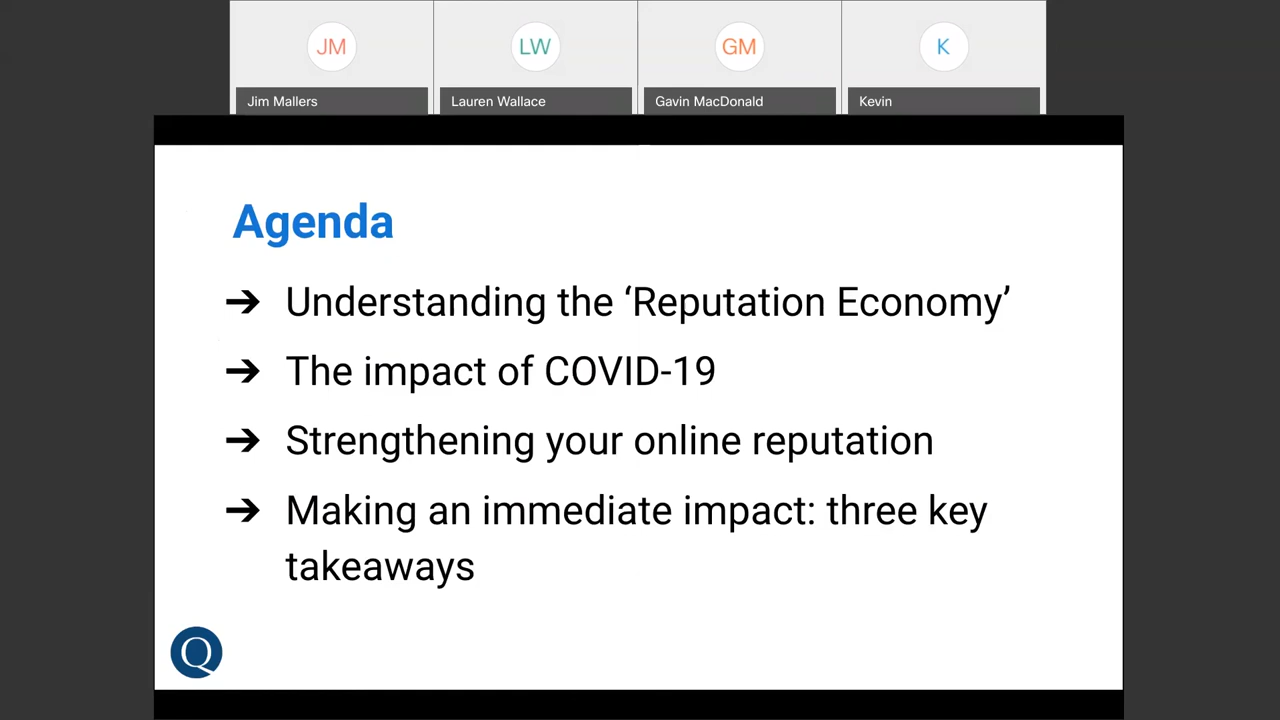 JM
LW
GM
K
Jim Mallers
Lauren Wallace
Gavin MacDonald
Kevin
Agenda
➔ Understanding the ‘Reputation Economy’
➔ The impact of COVID-19
➔ Strengthening your online reputation
➔ Making an immediate impact: three key
takeaways
Q